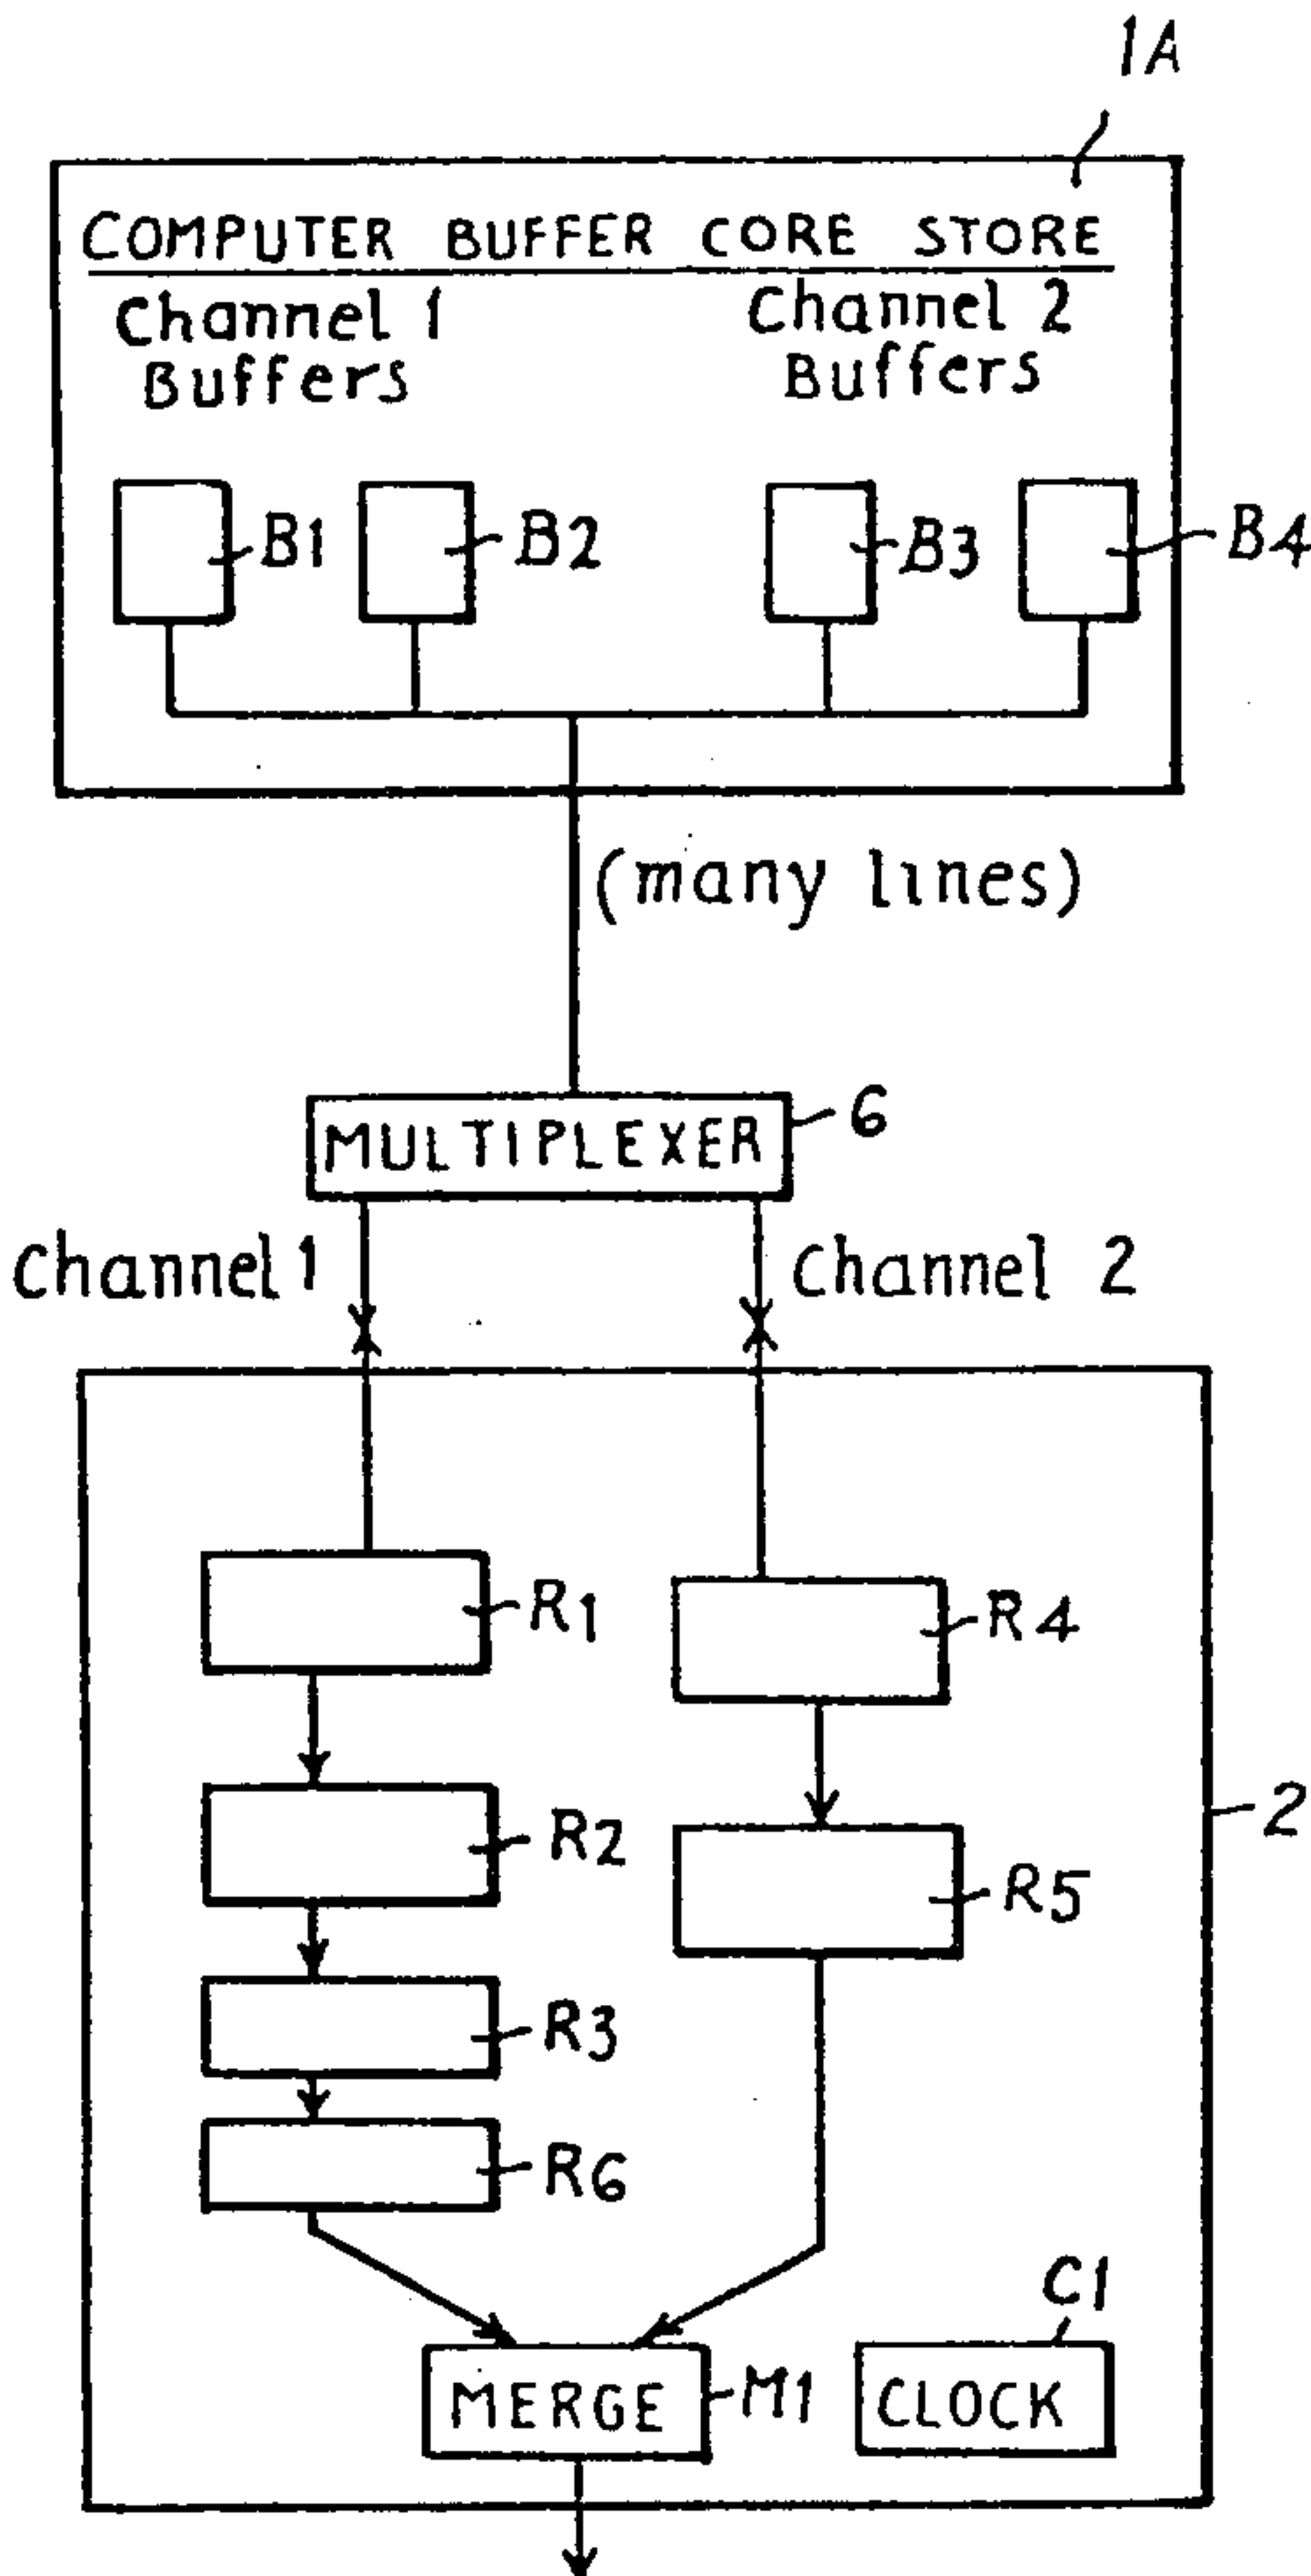 1A
COMPUTER BUFFER CORE STORE
Channel 1
Buffers
Channel 2
Buffers
B1
B2
B3
B4
(many lines)
MULTIPLEXER
6
Channel 1
Channel 2
R1
R4
R2
R5
2
R3
R6
C1
MERGE
M1
CLOCK